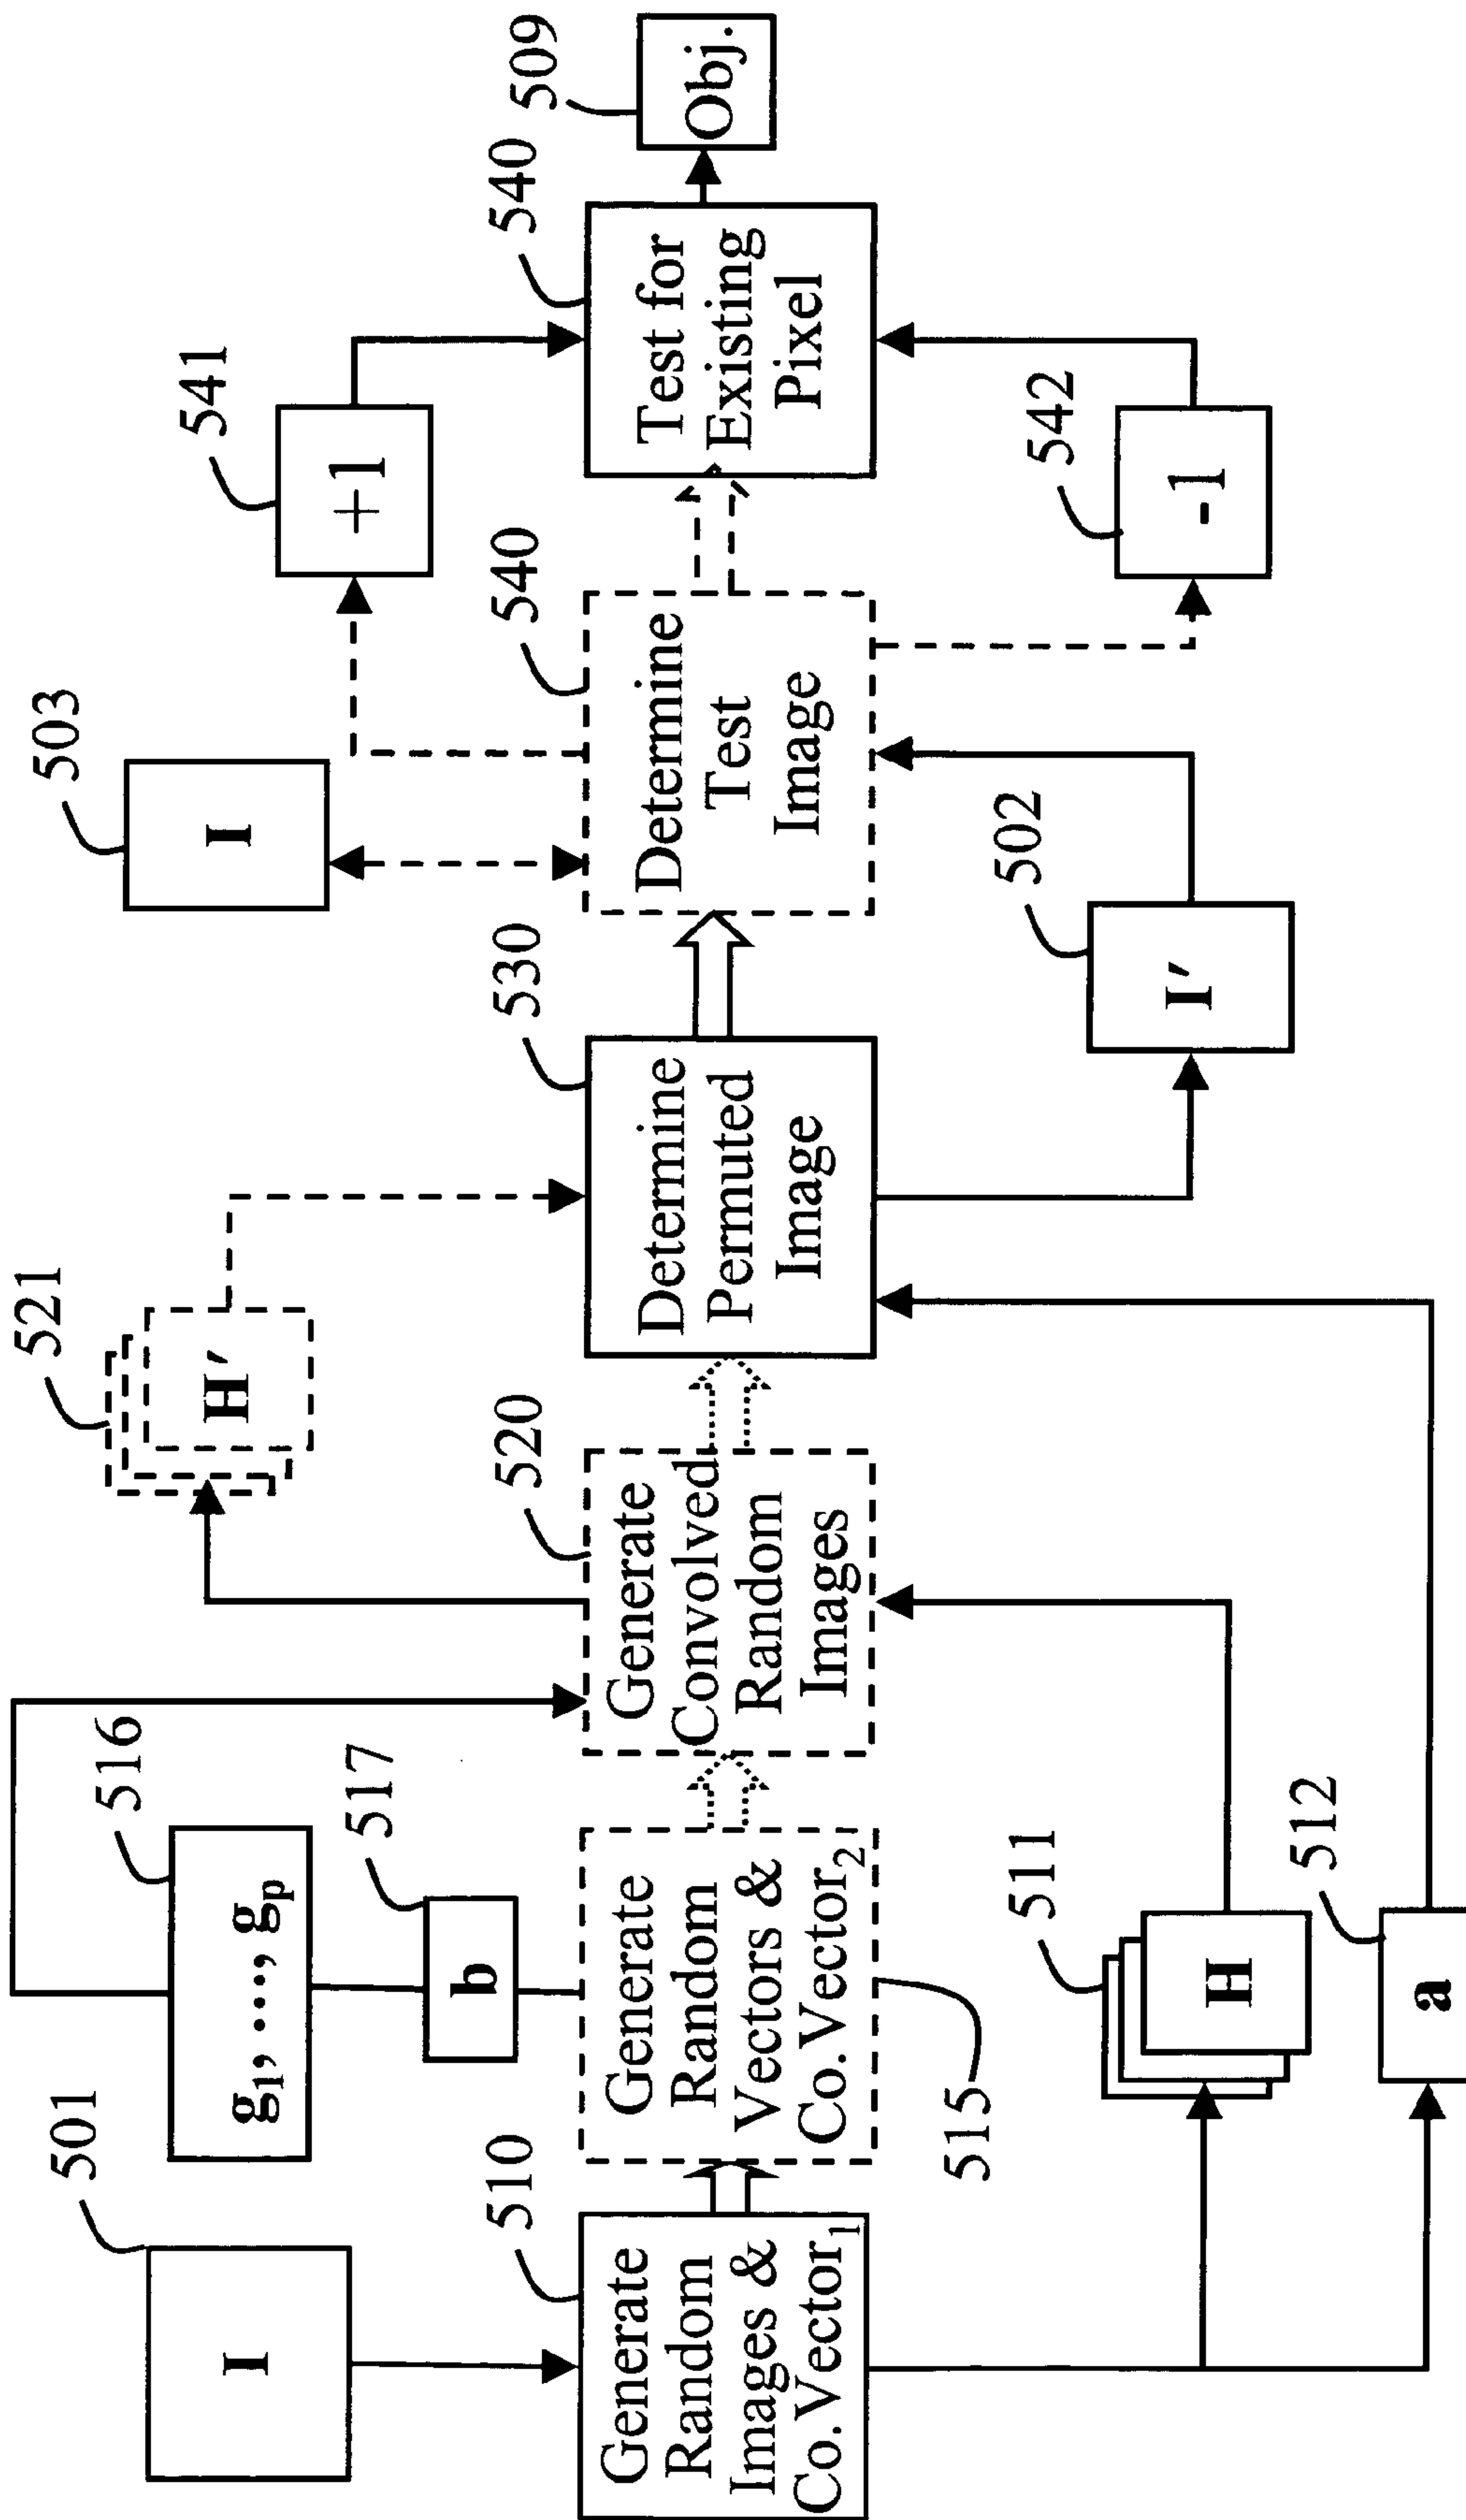 501
I
510
Generate
Random
Images &
Co.Vector1
516
g1, ..., gp
517
b
Generate
Random
Vectors &
Co.Vector2
515
511
H
512
a
521
H′
520
Generate
Convolved
Random
Images
530
Determine
Permuted
Image
502
I′
503
I
540
Determine
Test
Image
541
+1
542
-1
540
Test for
Existing
Pixel
509
Obj.